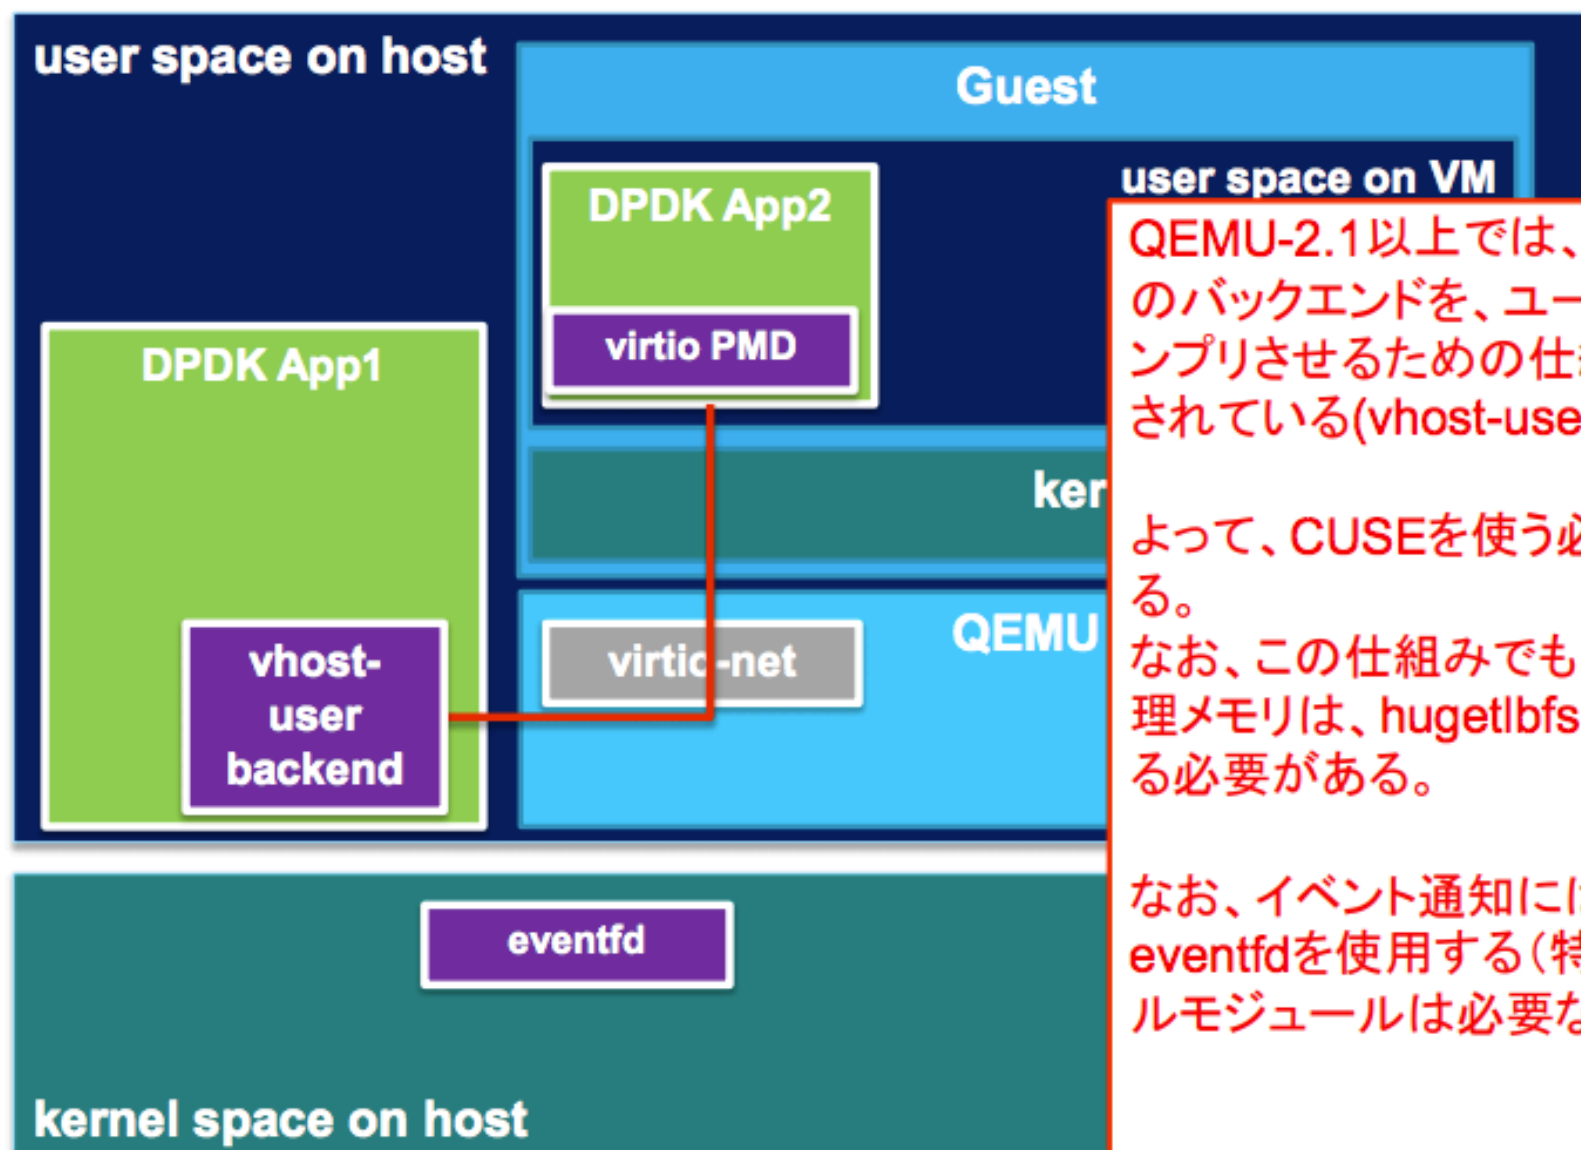 user space on host
Guest
user space on VM
DPDK App2
virtio PMD
DPDK App1
vhost-
user
backend
ker
QEMU
virtio-net
eventfd
kernel space on host
QEMU-2.1以上では、
のバックエンドを、ユー
ンプリさせるための仕
されている(vhost-use
よって、CUSEを使う必
る。
なお、この仕組みでも
理メモリは、hugetlbfs
る必要がある。
なお、イベント通知に
eventfdを使用する(特
ルモジュールは必要な